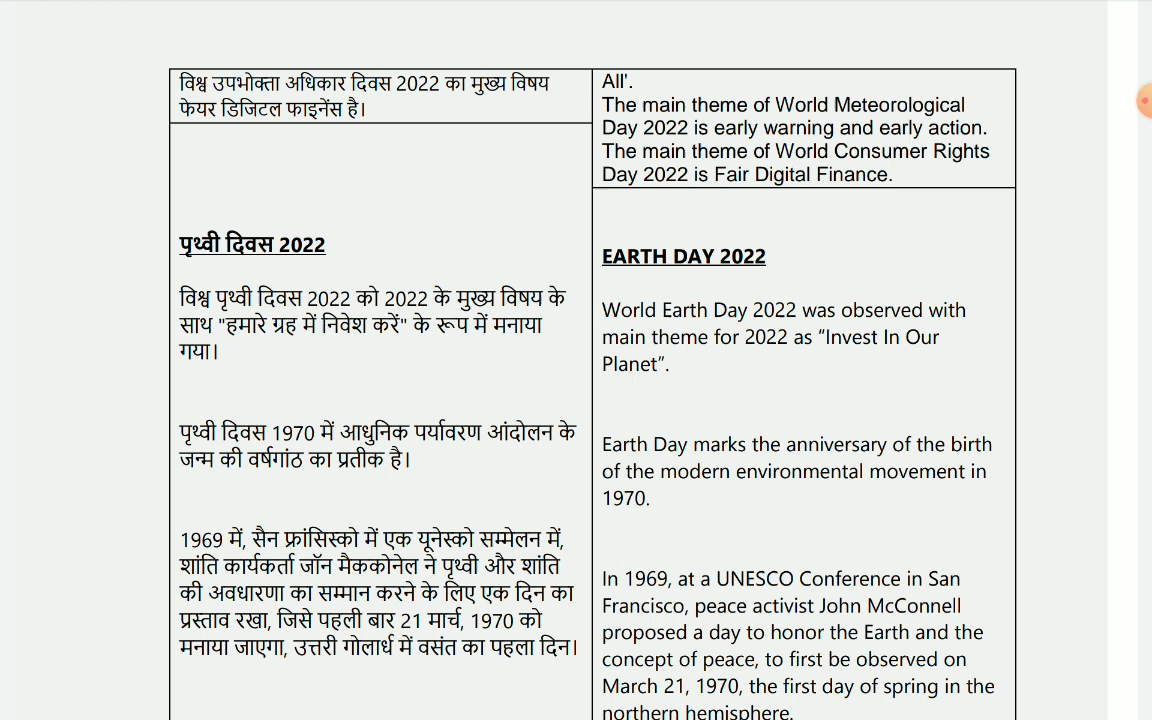 विश्व उपभोक्ता अधिकार दिवस 2022 का मुख्य विषय
फेयर डिजिटल फाइनेंस है।
पृथ्वी दिवस 2022
विश्व पृथ्वी दिवस 2022 को 2022 के मुख्य विषय के
साथ "हमारे ग्रह में निवेश करें" के रूप में मनाया
गया।
पृथ्वी दिवस 1970 में आधुनिक पर्यावरण आंदोलन के
जन्म की वर्षगांठ का प्रतीक है।
1969 में, सैन फ्रांसिस्को में एक यूनेस्को सम्मेलन में,
शांति कार्यकर्ता जॉन मैककोनेल ने पृथ्वी और शांति
की अवधारणा का सम्मान करने के लिए एक दिन का
प्रस्ताव रखा, जिसे पहली बार 21 मार्च, 1970 को
मनाया जाएगा, उत्तरी गोलार्ध में वसंत का पहला दिन।
All'.
The main theme of World Meteorological
Day 2022 is early warning and early action.
The main theme of World Consumer Rights
Day 2022 is Fair Digital Finance.
EARTH DAY 2022
World Earth Day 2022 was observed with
main theme for 2022 as “Invest In Our
Planet”.
Earth Day marks the anniversary of the birth
of the modern environmental movement in
1970.
In 1969, at a UNESCO Conference in San
Francisco, peace activist John McConnell
proposed a day to honor the Earth and the
concept of peace, to first be observed on
March 21, 1970, the first day of spring in the
northern hemisphere.